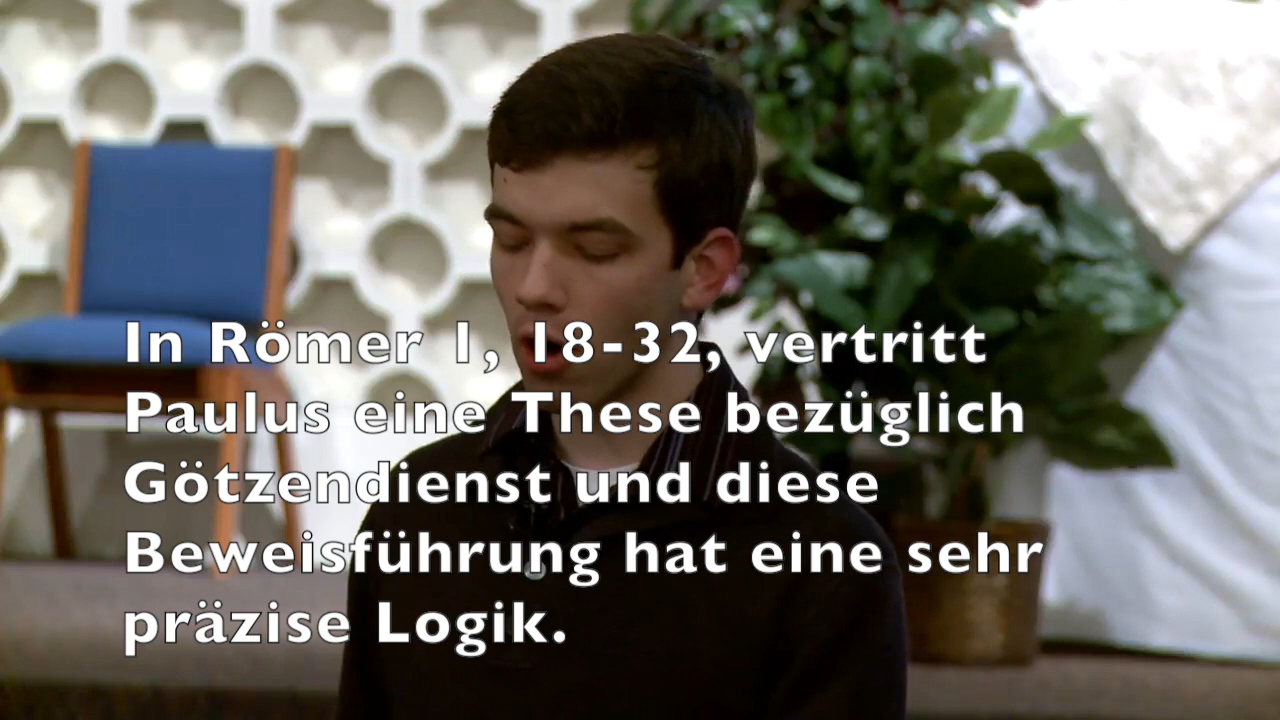 In Römer 1, 18-32, vertritt
Paulus eine These bezüglich
Götzendienst und diese
Beweisführung hat eine sehr
präzise Logik.